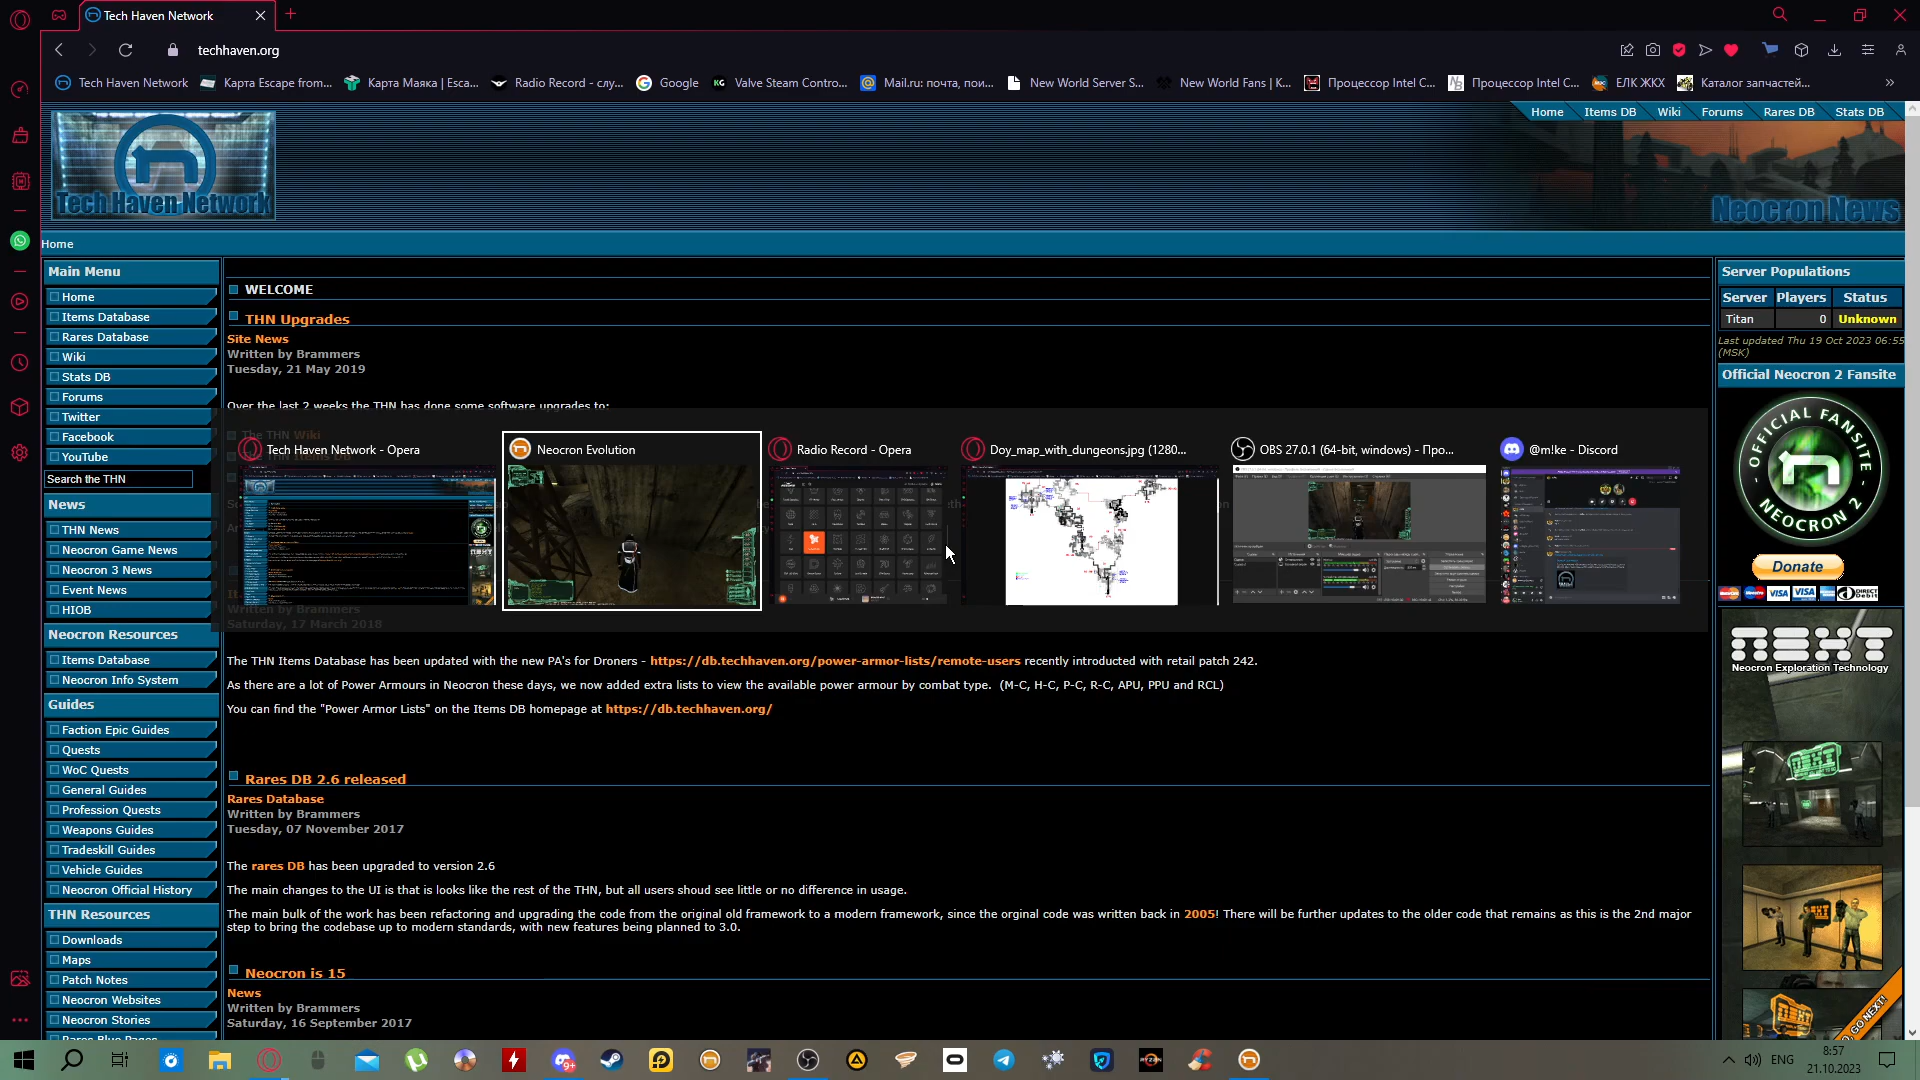 Tech Haven Network
techhaven.org
Tech Haven Network
Карта Escape from...
Карта Маяка | Esca...
Radio Record - слу...
Google
Valve Steam Contro...
Mail.ru: почта, пои...
New World Server S...
New World Fans | K...
Процессор Intel C...
Процессор Intel C...
ЕЛК ЖКХ
Каталог запчастей...
Home
Items DB
Wiki
Forums
Rares DB
Stats DB
Tech Haven Network
Neocron News
Home
Main Menu
Home
Items Database
Rares Database
Wiki
Stats DB
Forums
Twitter
Facebook
YouTube
Search the THN
News
THN News
Neocron Game News
Neocron 3 News
Event News
HIOB
Neocron Resources
Items Database
Neocron Info System
Guides
Faction Epic Guides
Quests
WoC Quests
General Guides
Profession Quests
Weapons Guides
Tradeskill Guides
Vehicle Guides
Neocron Official History
THN Resources
Downloads
Maps
Patch Notes
Neocron Websites
Neocron Stories
Rares Blue Pages
WELCOME
THN Upgrades
Site News
Written by Brammers
Tuesday, 21 May 2019
Over the last 2 weeks the THN has done some software upgrades to:
The THN Wiki
Tech Haven Network - Opera
Neocron Evolution
Radio Record - Opera
Doy_map_with_dungeons.jpg (1280...
OBS 27.0.1 (64-bit, windows) - Про...
@m!ke - Discord
Written by Brammers
Saturday, 17 March 2018
The THN Items Database has been updated with the new PA's for Droners - https://db.techhaven.org/power-armor-lists/remote-users recently introducted with retail patch 242.
As there are a lot of Power Armours in Neocron these days, we now added extra lists to view the available power armour by combat type.  (M-C, H-C, P-C, R-C, APU, PPU and RCL)
You can find the "Power Armor Lists" on the Items DB homepage at https://db.techhaven.org/
Rares DB 2.6 released
Rares Database
Written by Brammers
Tuesday, 07 November 2017
The rares DB has been upgraded to version 2.6
The main changes to the UI is that is looks like the rest of the THN, but all users shoud see little or no difference in usage.
The main bulk of the work has been refactoring and upgrading the code from the original old framework to a modern framework, since the orginal code was written back in 2005! There will be further updates to the older code that remains as this is the 2nd major
step to bring the codebase up to modern standards, with new features being planned to 3.0.
Neocron is 15
News
Written by Brammers
Saturday, 16 September 2017
Server Populations
Server Players Status
Titan 0 Unknown
Last updated Thu 19 Oct 2023 06:55
(MSK)
Official Neocron 2 Fansite
OFFICIAL FANSITE
NEOCRON 2
Donate
VISA
VISA
DIRECT Debit
NEXT
Neocron Exploration Technology
NEXT
NEXT
GO NEXT!
9+
ENG
8:57
21.10.2023